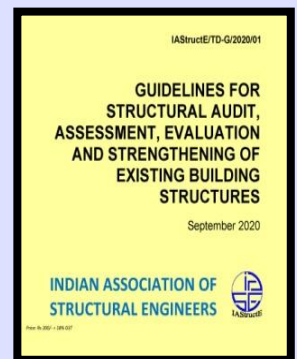 IAStructE/TD-G/2020/01
GUIDELINES FOR
STRUCTURAL AUDIT,
ASSESSMENT, EVALUATION
AND STRENGTHENING OF
EXISTING BUILDING
STRUCTURES
September 2020
INDIAN ASSOCIATION OF
STRUCTURAL ENGINEERS
IAStructE